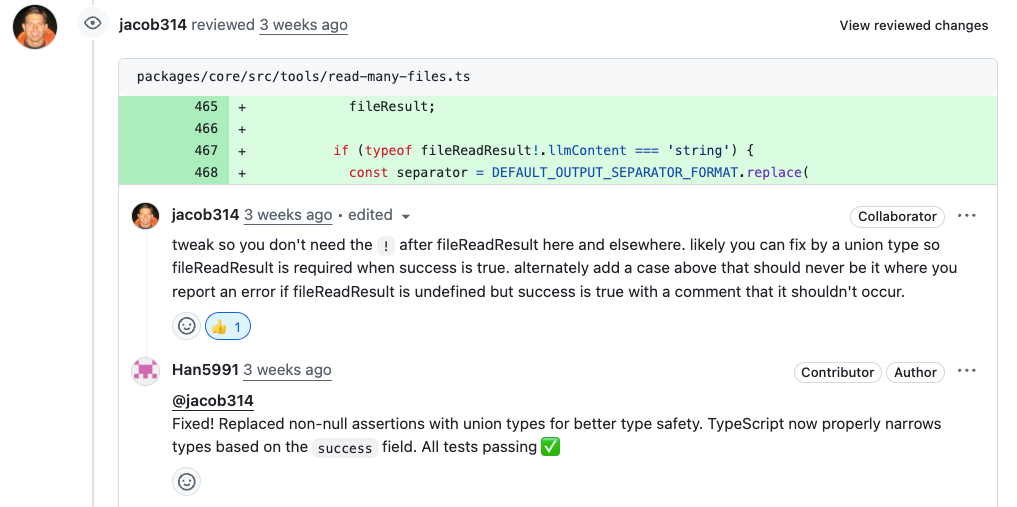 jacob314 reviewed 3 weeks ago
View reviewed changes
packages/core/src/tools/read-many-files.ts
465 + fileResult;
466 +
467 + if (typeof fileReadResult!.llmContent === 'string') {
468 + const separator = DEFAULT_OUTPUT_SEPARATOR_FORMAT.replace(
jacob314 3 weeks ago • edited
Collaborator
tweak so you don't need the ! after fileReadResult here and elsewhere. likely you can fix by a union type so
fileReadResult is required when success is true. alternately add a case above that should never be it where you
report an error if fileReadResult is undefined but success is true with a comment that it shouldn't occur.
👍 1
Han5991 3 weeks ago
Contributor Author
@jacob314
Fixed! Replaced non-null assertions with union types for better type safety. TypeScript now properly narrows
types based on the success field. All tests passing ✅